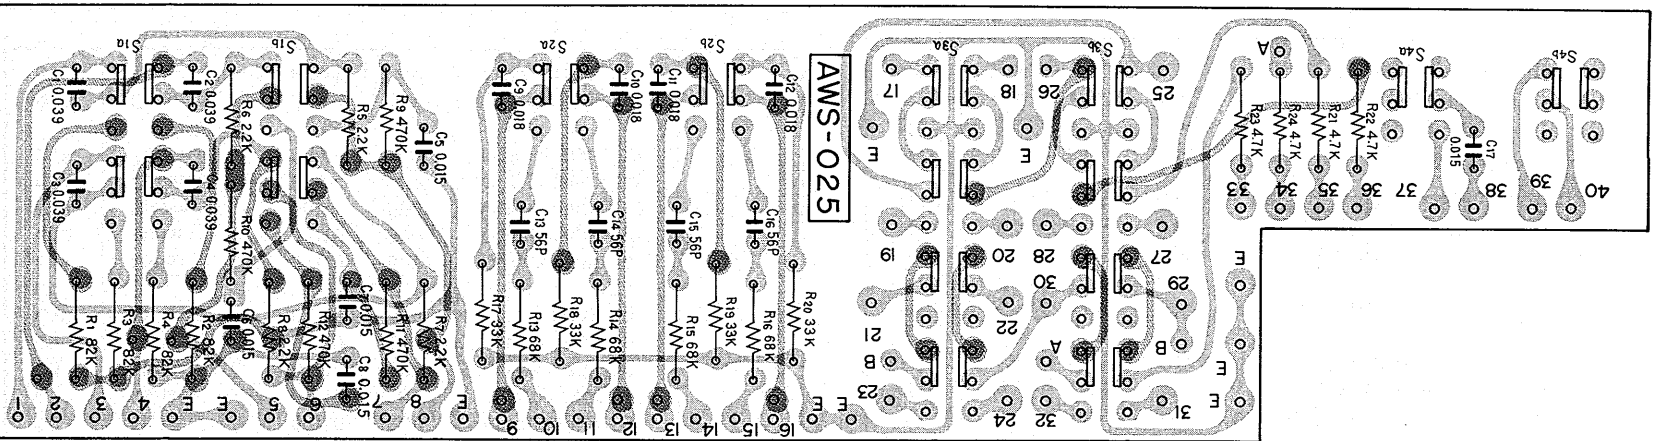 S1a
S1b
S2a
S2b
S3a
S3b
S4a
S4b
C1 0.039
C2 0.039
C3 0.039
C4 0.039
R6 2.2K
R5 2.2K
R9 470K
C5 0.015
R10 470K
C9 0.018
C10 0.018
C11 0.018
C12 0.018
C13 56P
C14 56P
C15 56P
C16 56P
AWS-025
17
18
26
25
E
E
A
R23 4.7K
R24 4.7K
R21 4.7K
R22 4.7K
C17
0.015
33
34
35
36
37
38
39
40
19
20
28
27
E
30
29
21
22
A
B
E
B
23
24
32
31
E
R1 82K
R3 82K
R4 82K
R2 82K
C6 0.015
R8 2.2K
R12 470K
C7 0.015
R11 470K
R7 2.2K
C8 0.015
R17 33K
R13 68K
R18 33K
R14 68K
R15 68K
R19 33K
R16 68K
R20 33K
1
2
3
4
E
E
5
6
7
8
E
9
10
11
12
13
14
15
16
E
E